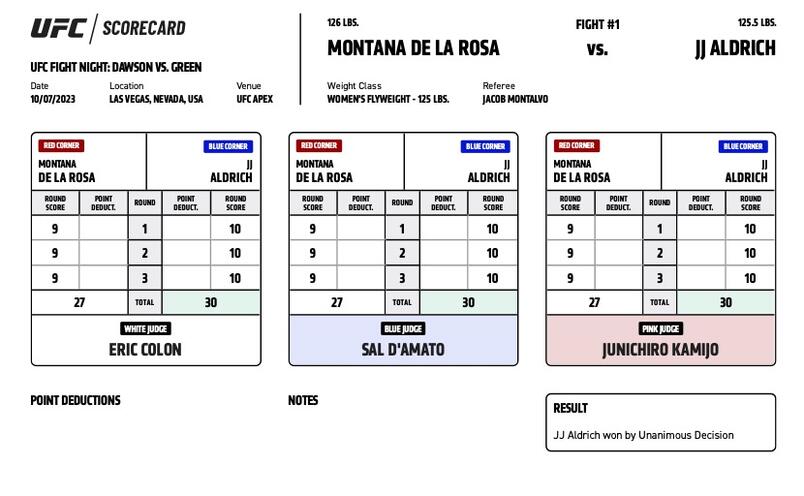 UFC SCORECARD
UFC FIGHT NIGHT: DAWSON VS. GREEN
Date Location Venue
10/07/2023 LAS VEGAS, NEVADA, USA UFC APEX
126 LBS. FIGHT #1 125.5 LBS.
MONTANA DE LA ROSA VS. JJ ALDRICH
Weight Class Referee
WOMEN'S FLYWEIGHT - 125 LBS. JACOB MONTALVO
RED CORNER BLUE CORNER
MONTANA JJ
DE LA ROSA ALDRICH
ROUND SCORE POINT DEDUCT. ROUND POINT DEDUCT. ROUND SCORE
9 1 10
9 2 10
9 3 10
27 TOTAL 30
WHITE JUDGE
ERIC COLON
RED CORNER BLUE CORNER
MONTANA JJ
DE LA ROSA ALDRICH
ROUND SCORE POINT DEDUCT. ROUND POINT DEDUCT. ROUND SCORE
9 1 10
9 2 10
9 3 10
27 TOTAL 30
BLUE JUDGE
SAL D'AMATO
RED CORNER BLUE CORNER
MONTANA JJ
DE LA ROSA ALDRICH
ROUND SCORE POINT DEDUCT. ROUND POINT DEDUCT. ROUND SCORE
9 1 10
9 2 10
9 3 10
27 TOTAL 30
PINK JUDGE
JUNICHIRO KAMIJO
POINT DEDUCTIONS
NOTES
RESULT
JJ Aldrich won by Unanimous Decision